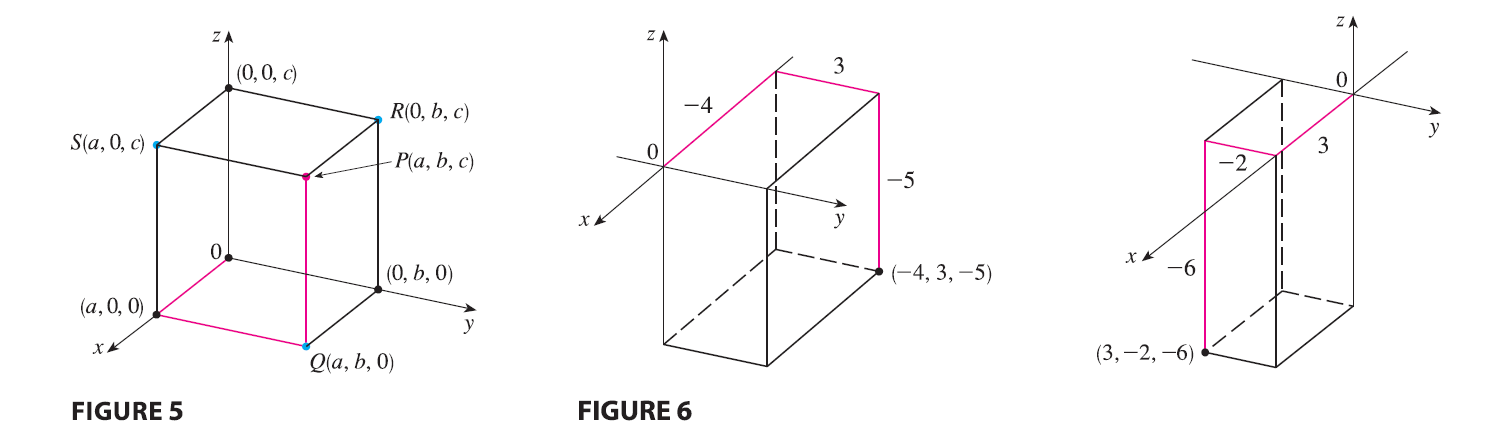 z
(0, 0, c)
R(0, b, c)
S(a, 0, c)
P(a, b, c)
0
(0, b, 0)
(a, 0, 0)
y
x
Q(a, b, 0)
FIGURE 5
z
3
−4
0
−5
x
y
(−4, 3, −5)
FIGURE 6
z
0
y
3
−2
x
−6
(3, −2, −6)